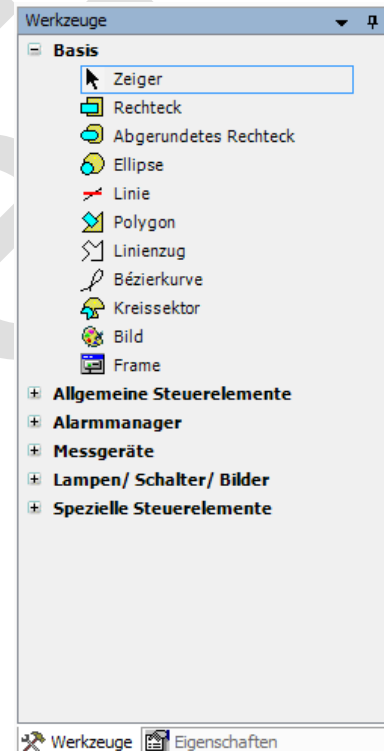 Werkzeuge
Basis
Zeiger
Rechteck
Abgerundetes Rechteck
Ellipse
Linie
Polygon
Linienzug
Bézierkurve
Kreissektor
Bild
Frame
Allgemeine Steuerelemente
Alarmmanager
Messgeräte
Lampen/ Schalter/ Bilder
Spezielle Steuerelemente
Werkzeuge Eigenschaften